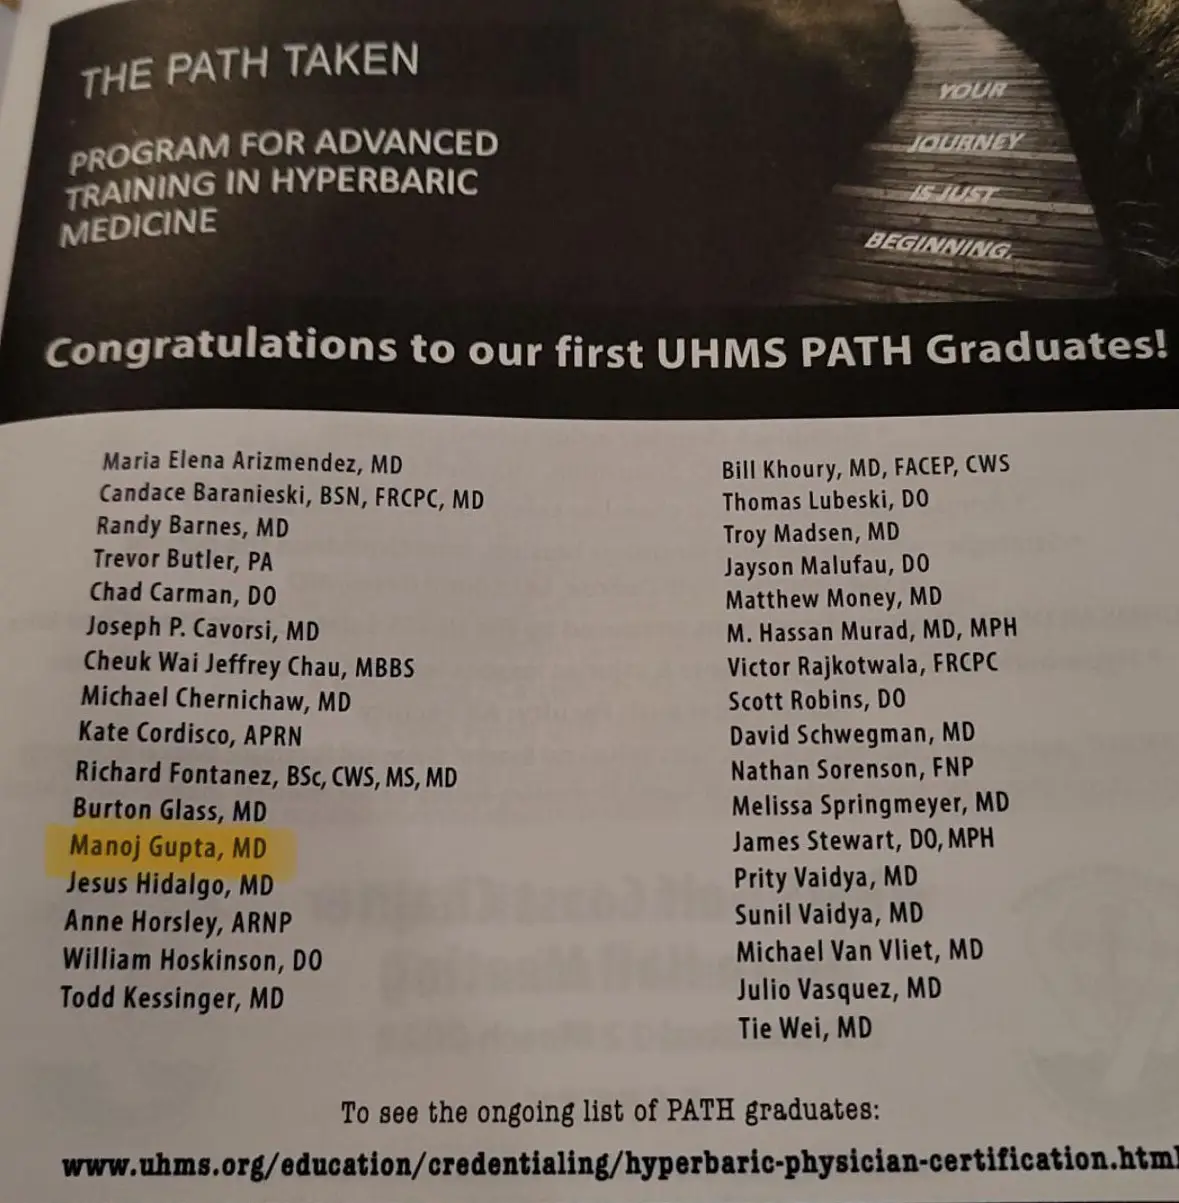 THE PATH TAKEN
PROGRAM FOR ADVANCED
TRAINING IN HYPERBARIC
MEDICINE
YOUR
JOURNEY
IS JUST
BEGINNING.
Congratulations to our first UHMS PATH Graduates!
Maria Elena Arizmendez, MD
Candace Baranieski, BSN, FRCPC, MD
Randy Barnes, MD
Trevor Butler, PA
Chad Carman, DO
Joseph P. Cavorsi, MD
Cheuk Wai Jeffrey Chau, MBBS
Michael Chernichaw, MD
Kate Cordisco, APRN
Richard Fontanez, BSc, CWS, MS, MD
Burton Glass, MD
Manoj Gupta, MD
Jesus Hidalgo, MD
Anne Horsley, ARNP
William Hoskinson, DO
Todd Kessinger, MD
Bill Khoury, MD, FACEP, CWS
Thomas Lubeski, DO
Troy Madsen, MD
Jayson Malufau, DO
Matthew Money, MD
M. Hassan Murad, MD, MPH
Victor Rajkotwala, FRCPC
Scott Robins, DO
David Schwegman, MD
Nathan Sorenson, FNP
Melissa Springmeyer, MD
James Stewart, DO, MPH
Prity Vaidya, MD
Sunil Vaidya, MD
Michael Van Vliet, MD
Julio Vasquez, MD
Tie Wei, MD
To see the ongoing list of PATH graduates:
www.uhms.org/education/credentialing/hyperbaric-physician-certification.html